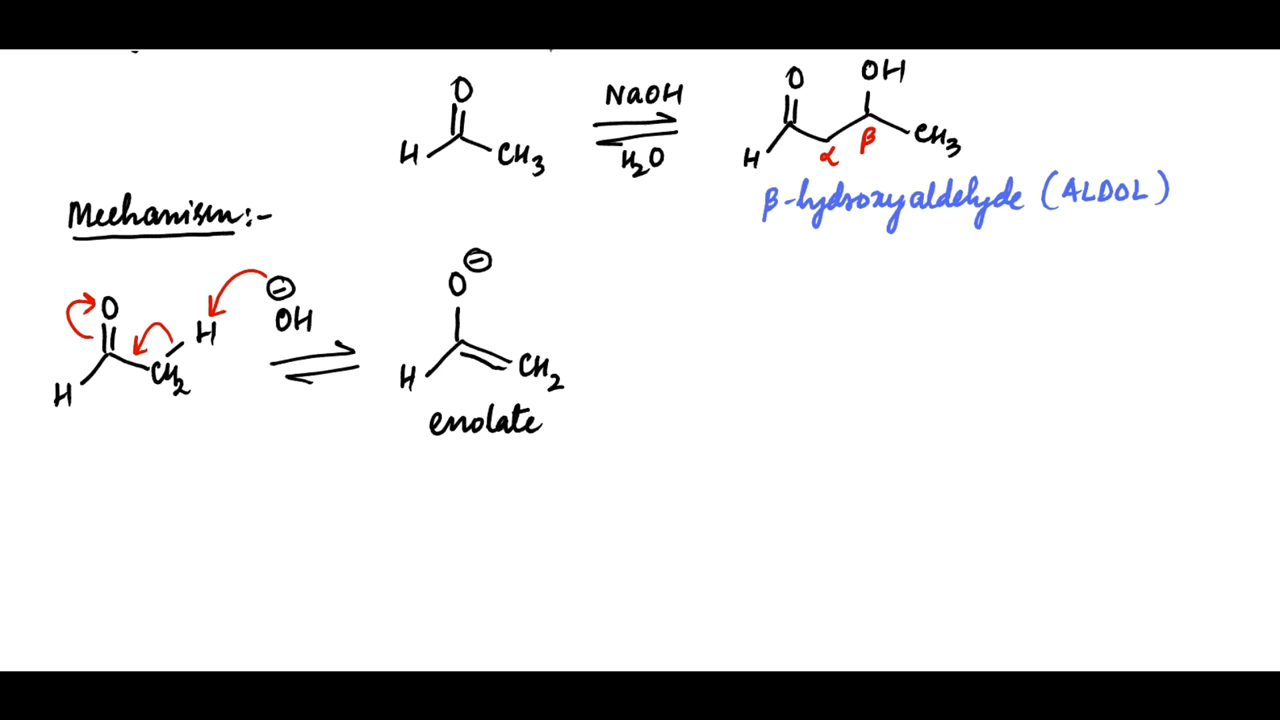 O OH
O NaOH
H CH3 H2O H α β CH3
β-hydroxyaldehyde (ALDOL)
Mechanism:-
O ⊖
O H ⊖ OH
H CH2 H CH2
enolate